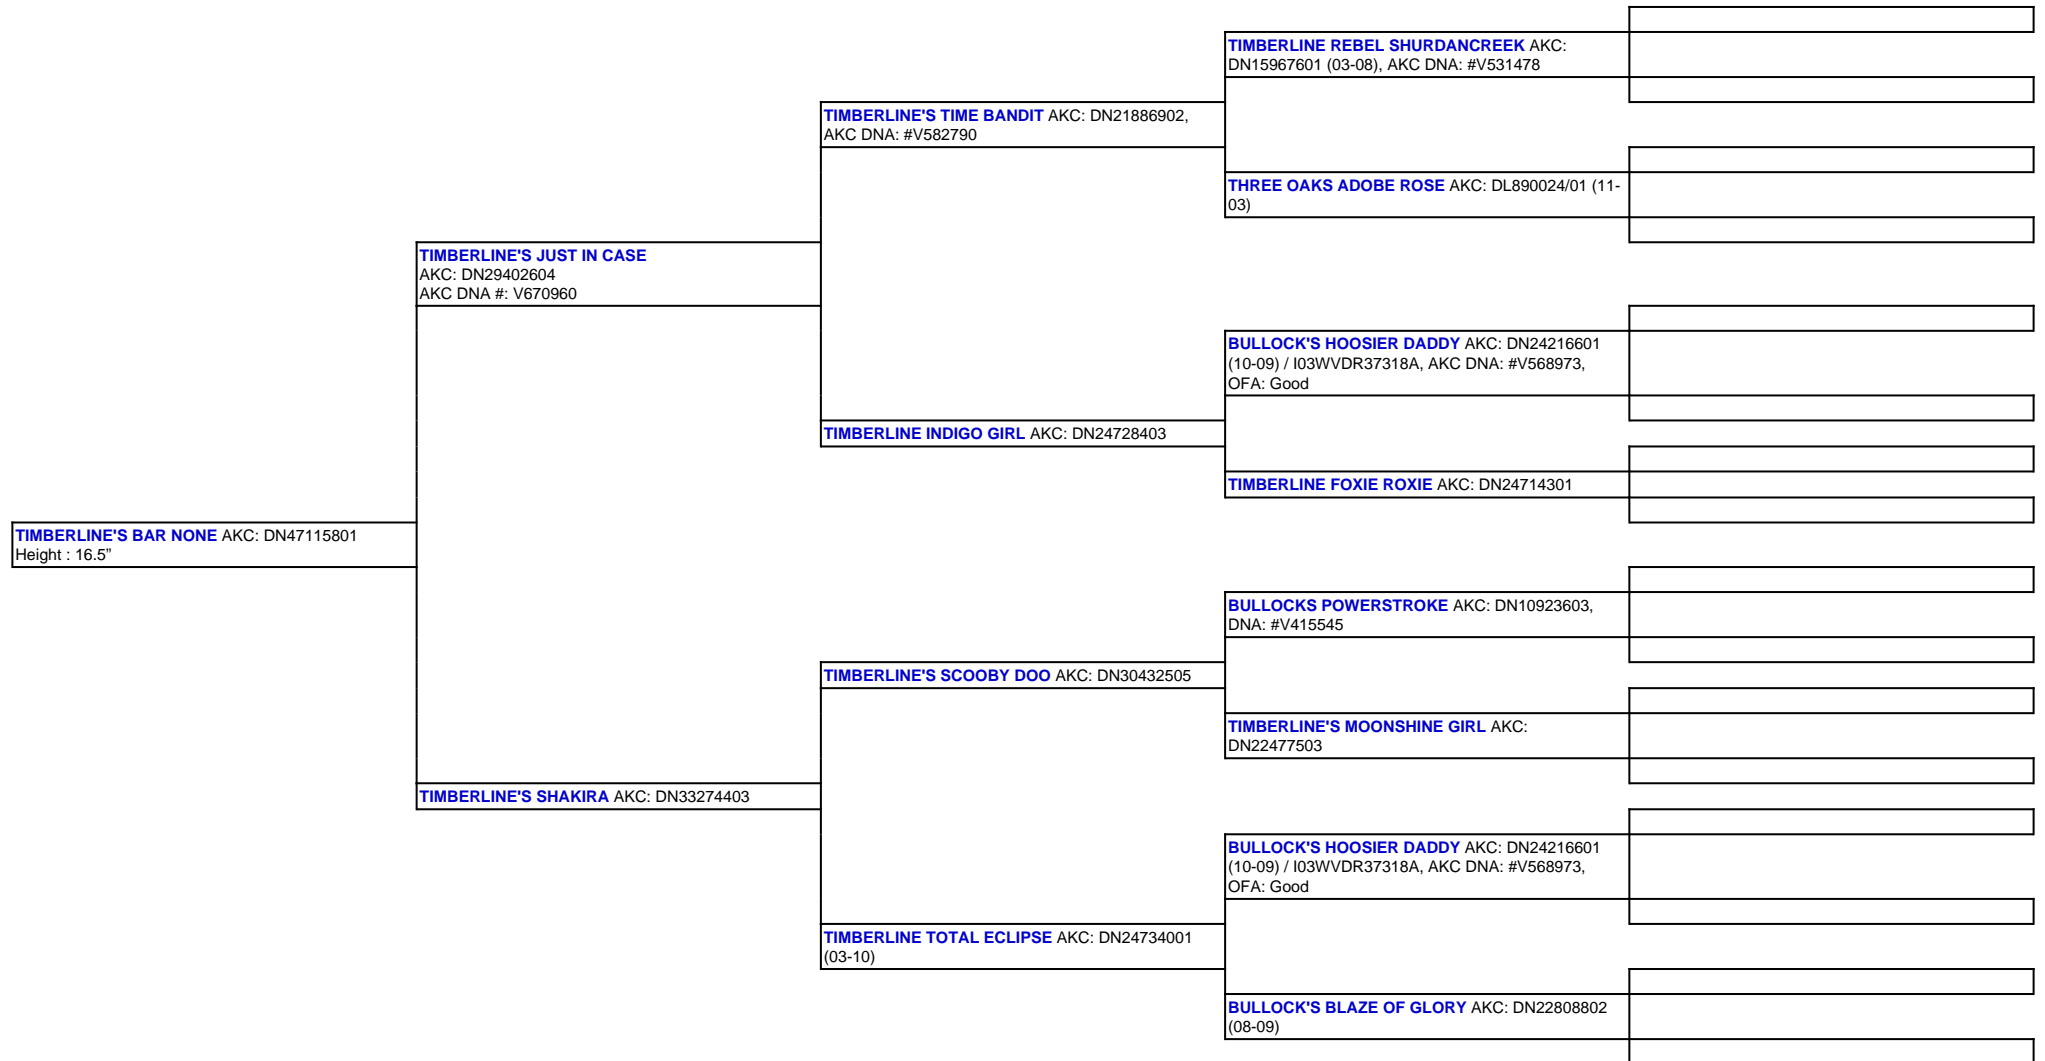 TIMBERLINE REBEL SHURDANCREEK AKC:
DN15967601 (03-08), AKC DNA: #V531478
TIMBERLINE'S TIME BANDIT AKC: DN21886902,
AKC DNA: #V582790
THREE OAKS ADOBE ROSE AKC: DL890024/01 (11-
03)
TIMBERLINE'S JUST IN CASE
AKC: DN29402604
AKC DNA #: V670960
BULLOCK'S HOOSIER DADDY AKC: DN24216601
(10-09) / I03WVDR37318A, AKC DNA: #V568973,
OFA: Good
TIMBERLINE INDIGO GIRL AKC: DN24728403
TIMBERLINE FOXIE ROXIE AKC: DN24714301
TIMBERLINE'S BAR NONE AKC: DN47115801
Height : 16.5”
BULLOCKS POWERSTROKE AKC: DN10923603,
DNA: #V415545
TIMBERLINE'S SCOOBY DOO AKC: DN30432505
TIMBERLINE'S MOONSHINE GIRL AKC:
DN22477503
TIMBERLINE'S SHAKIRA AKC: DN33274403
BULLOCK'S HOOSIER DADDY AKC: DN24216601
(10-09) / I03WVDR37318A, AKC DNA: #V568973,
OFA: Good
TIMBERLINE TOTAL ECLIPSE AKC: DN24734001
(03-10)
BULLOCK'S BLAZE OF GLORY AKC: DN22808802
(08-09)